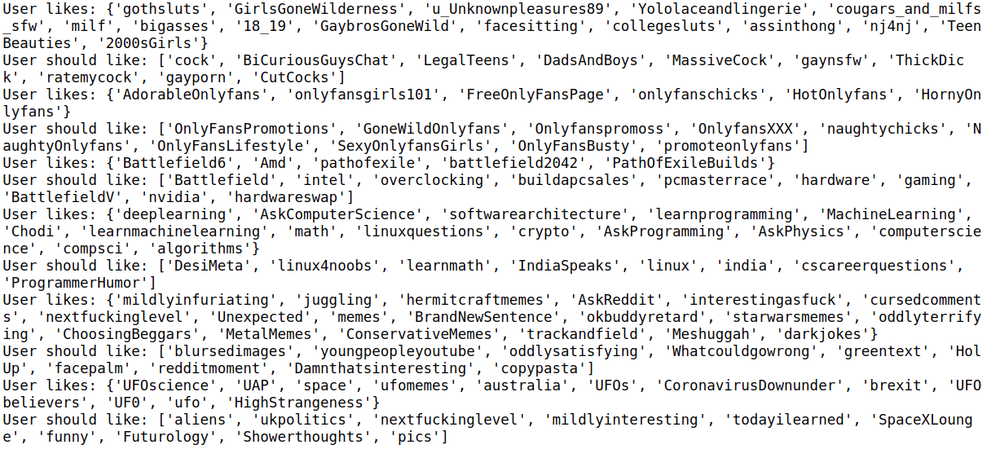 User likes: {'gothsluts', 'GirlsGoneWilderness', 'u_Unknownpleasures89', 'Yololaceandlingerie', 'cougars_and_milfs
_sfw', 'milf', 'bigasses', '18_19', 'GaybrosGoneWild', 'facesitting', 'collegesluts', 'assinthong', 'nj4nj', 'Teen
Beauties', '2000sGirls'}
User should like: ['cock', 'BiCuriousGuysChat', 'LegalTeens', 'DadsAndBoys', 'MassiveCock', 'gaynsfw', 'ThickDic
k', 'ratemycock', 'gayporn', 'CutCocks']
User likes: {'AdorableOnlyfans', 'onlyfansgirls101', 'FreeOnlyFansPage', 'onlyfanschicks', 'HotOnlyfans', 'HornyOn
lyfans'}
User should like: ['OnlyFansPromotions', 'GoneWildOnlyfans', 'Onlyfanspromoss', 'OnlyfansXXX', 'naughtychicks', 'N
aughtyOnlyfans', 'OnlyFansLifestyle', 'SexyOnlyfansGirls', 'OnlyFansBusty', 'promoteonlyfans']
User likes: {'Battlefield6', 'Amd', 'pathofexile', 'battlefield2042', 'PathOfExileBuilds'}
User should like: ['Battlefield', 'intel', 'overclocking', 'buildapcsales', 'pcmasterrace', 'hardware', 'gaming',
'BattlefieldV', 'nvidia', 'hardwareswap']
User likes: {'deeplearning', 'AskComputerScience', 'softwarearchitecture', 'learnprogramming', 'MachineLearning',
'Chodi', 'learnmachinelearning', 'math', 'linuxquestions', 'crypto', 'AskProgramming', 'AskPhysics', 'computerscie
nce', 'compsci', 'algorithms'}
User should like: ['DesiMeta', 'linux4noobs', 'learnmath', 'IndiaSpeaks', 'linux', 'india', 'cscareerquestions',
'ProgrammerHumor']
User likes: {'mildlyinfuriating', 'juggling', 'hermitcraftmemes', 'AskReddit', 'interestingasfuck', 'cursedcomment
s', 'nextfuckinglevel', 'Unexpected', 'memes', 'BrandNewSentence', 'okbuddyretard', 'starwarsmemes', 'oddlyterrify
ing', 'ChoosingBeggars', 'MetalMemes', 'ConservativeMemes', 'trackandfield', 'Meshuggah', 'darkjokes'}
User should like: ['blursedimages', 'youngpeopleyoutube', 'oddlysatisfying', 'Whatcouldgowrong', 'greentext', 'Hol
Up', 'facepalm', 'redditmoment', 'Damnthatsinteresting', 'copypasta']
User likes: {'UFOscience', 'UAP', 'space', 'ufomemes', 'australia', 'UFOs', 'CoronavirusDownunder', 'brexit', 'UFO
believers', 'UF0', 'ufo', 'HighStrangeness'}
User should like: ['aliens', 'ukpolitics', 'nextfuckinglevel', 'mildlyinteresting', 'todayilearned', 'SpaceXLoung
e', 'funny', 'Futurology', 'Showerthoughts', 'pics']